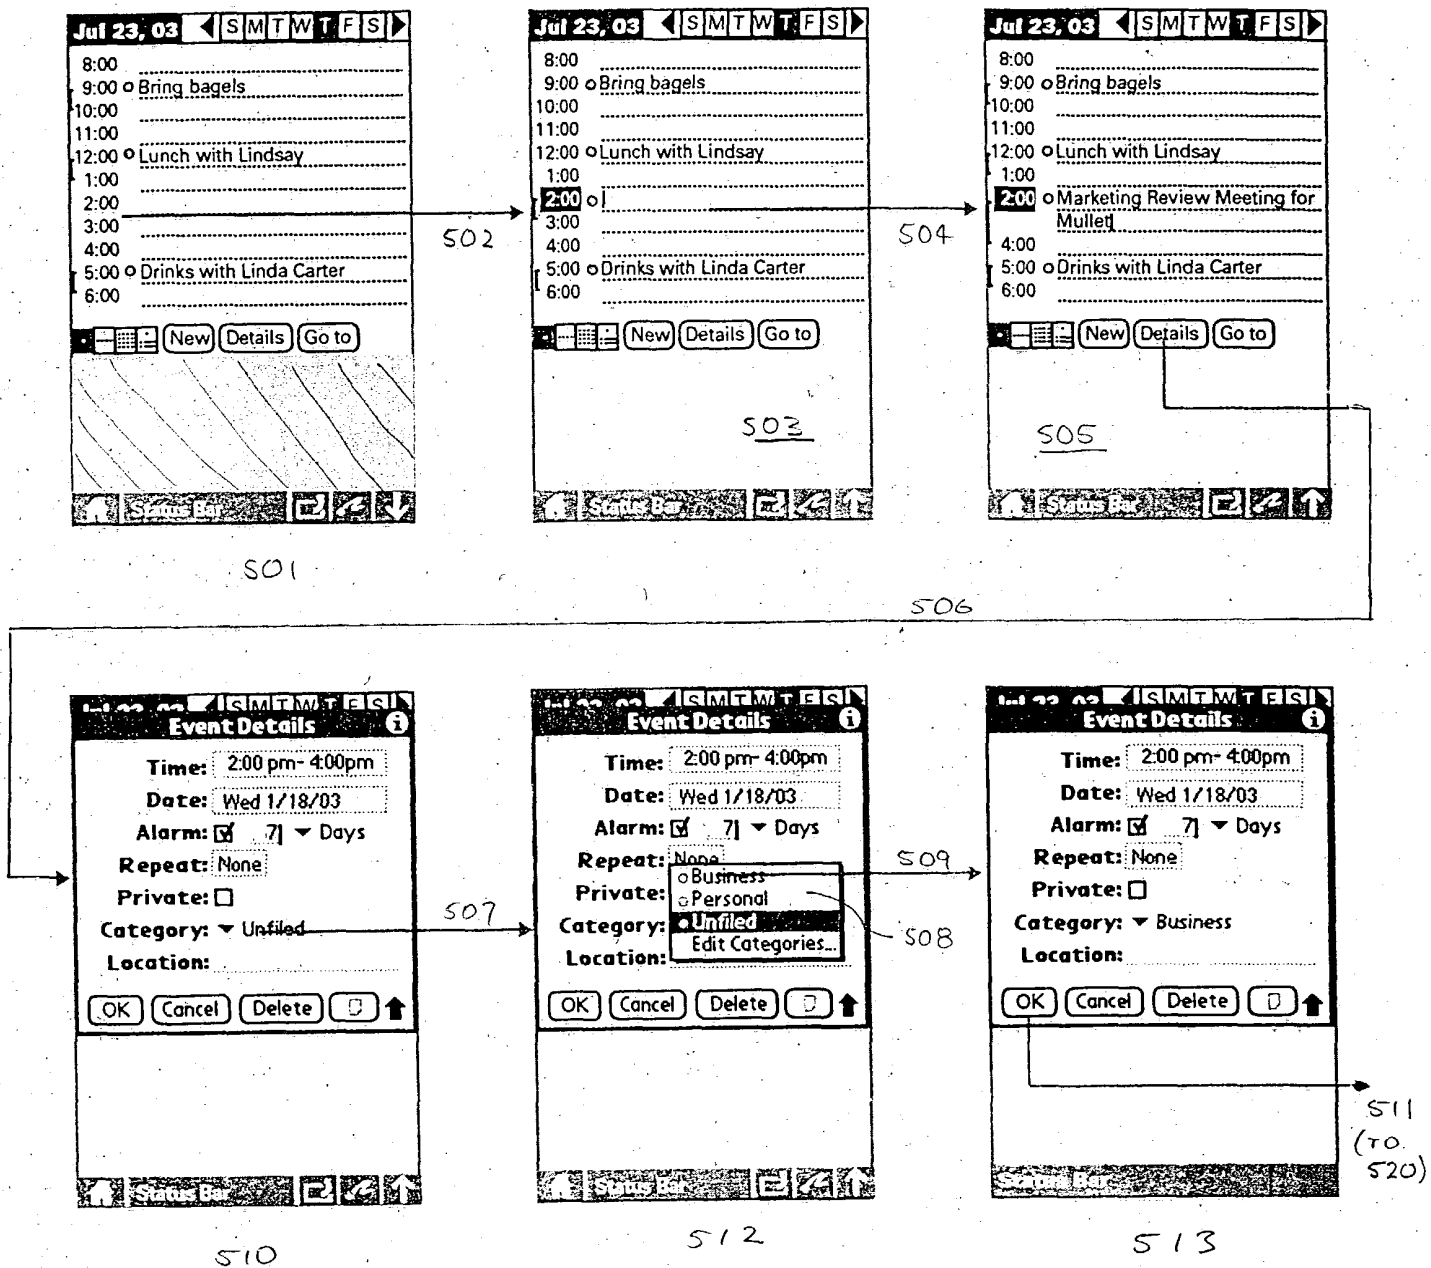 Jul 23, 03 S M T W T F S
8:00
9:00 Bring bagels
10:00
11:00
12:00 Lunch with Lindsay
1:00
2:00
3:00
4:00
5:00 Drinks with Linda Carter
6:00
New Details Go to
Status Bar
501
502
Jul 23, 03 S M T W T F S
8:00
9:00 Bring bagels
10:00
11:00
12:00 Lunch with Lindsay
1:00
2:00
3:00
4:00
5:00 Drinks with Linda Carter
6:00
New Details Go to
503
Status Bar
504
Jul 23, 03 S M T W T F S
8:00
9:00 Bring bagels
10:00
11:00
12:00 Lunch with Lindsay
1:00
2:00 Marketing Review Meeting for
Mullet
4:00
5:00 Drinks with Linda Carter
6:00
New Details Go to
505
Status Bar
506
S M T W T F S
Event Details
Time: 2:00 pm- 4:00pm
Date: Wed 1/18/03
Alarm: 7 Days
Repeat: None
Private:
Category: Unfiled
Location:
OK Cancel Delete
Status Bar
510
507
S M T W T F S
Event Details
Time: 2:00 pm- 4:00pm
Date: Wed 1/18/03
Alarm: 7 Days
Repeat: None
Business
Private: Personal
Category: Unfiled
Edit Categories...
Location:
OK Cancel Delete
Status Bar
512
508
509
Jul 23, 03 S M T W T F S
Event Details
Time: 2:00 pm- 4:00pm
Date: Wed 1/18/03
Alarm: 7 Days
Repeat: None
Private:
Category: Business
Location:
OK Cancel Delete
Status Bar
513
511
(TO
520)